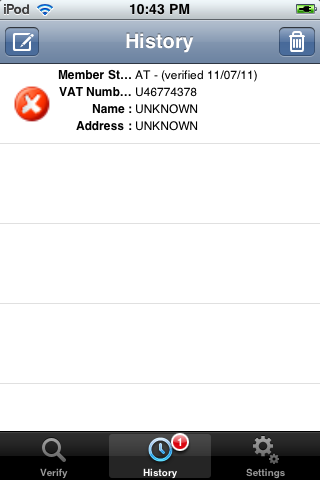 iPod 10:43 PM
History
Member St... AT - (verified 11/07/11)
VAT Numb... U46774378
Name : UNKNOWN
Address : UNKNOWN
1
Verify History Settings